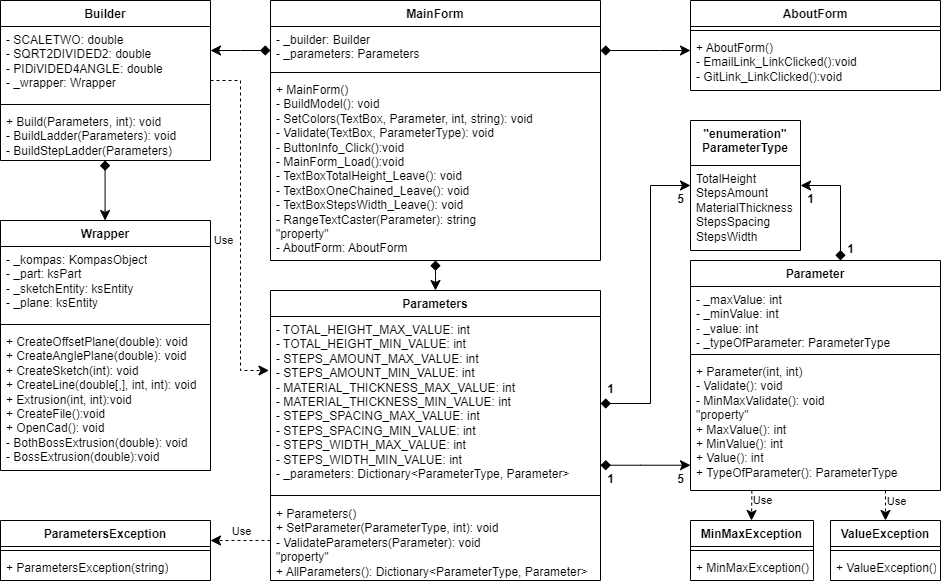 Builder
- SCALETWO: double
- SQRT2DIVIDED2: double
- PIDiVIDED4ANGLE: double
- _wrapper: Wrapper
+ Build(Parameters, int): void
- BuildLadder(Parameters): void
- BuildStepLadder(Parameters)
MainForm
- _builder: Builder
- _parameters: Parameters
+ MainForm()
- BuildModel(): void
- SetColors(TextBox, Parameter, int, string): void
- Validate(TextBox, ParameterType): void
- ButtonInfo_Click():void
- MainForm_Load():void
- TextBoxTotalHeight_Leave(): void
- TextBoxOneChained_Leave(): void
- TextBoxStepsWidth_Leave(): void
- RangeTextCaster(Parameter): string
"property"
- AboutForm: AboutForm
AboutForm
+ AboutForm()
- EmailLink_LinkClicked():void
- GitLink_LinkClicked():void
"enumeration"
ParameterType
TotalHeight
StepsAmount
MaterialThickness
StepsSpacing
StepsWidth
5
1
1
Use
Wrapper
- _kompas: KompasObject
- _part: ksPart
- _sketchEntity: ksEntity
- _plane: ksEntity
+ CreateOffsetPlane(double): void
+ CreateAnglePlane(double): void
+ CreateSketch(int): void
+ CreateLine(double[,], int, int): void
+ Extrusion(int, int):void
+ CreateFile():void
+ OpenCad(): void
- BothBossExtrusion(double): void
- BossExtrusion(double):void
Parameters
- TOTAL_HEIGHT_MAX_VALUE: int
- TOTAL_HEIGHT_MIN_VALUE: int
- STEPS_AMOUNT_MAX_VALUE: int
- STEPS_AMOUNT_MIN_VALUE: int
- MATERIAL_THICKNESS_MAX_VALUE: int
- MATERIAL_THICKNESS_MIN_VALUE: int
- STEPS_SPACING_MAX_VALUE: int
- STEPS_SPACING_MIN_VALUE: int
- STEPS_WIDTH_MAX_VALUE: int
- STEPS_WIDTH_MIN_VALUE: int
- _parameters: Dictionary<ParameterType, Parameter>
+ Parameters()
+ SetParameter(ParameterType, int): void
- ValidateParameters(Parameter): void
"property"
+ AllParameters(): Dictionary<ParameterType, Parameter>
1
1
5
Parameter
- _maxValue: int
- _minValue: int
- _value: int
- _typeOfParameter: ParameterType
+ Parameter(int, int)
- Validate(): void
- MinMaxValidate(): void
"property"
+ MaxValue(): int
+ MinValue(): int
+ Value(): int
+ TypeOfParameter(): ParameterType
Use
Use
Use
ParametersException
+ ParametersException(string)
MinMaxException
+ MinMaxException()
ValueException
+ ValueException()